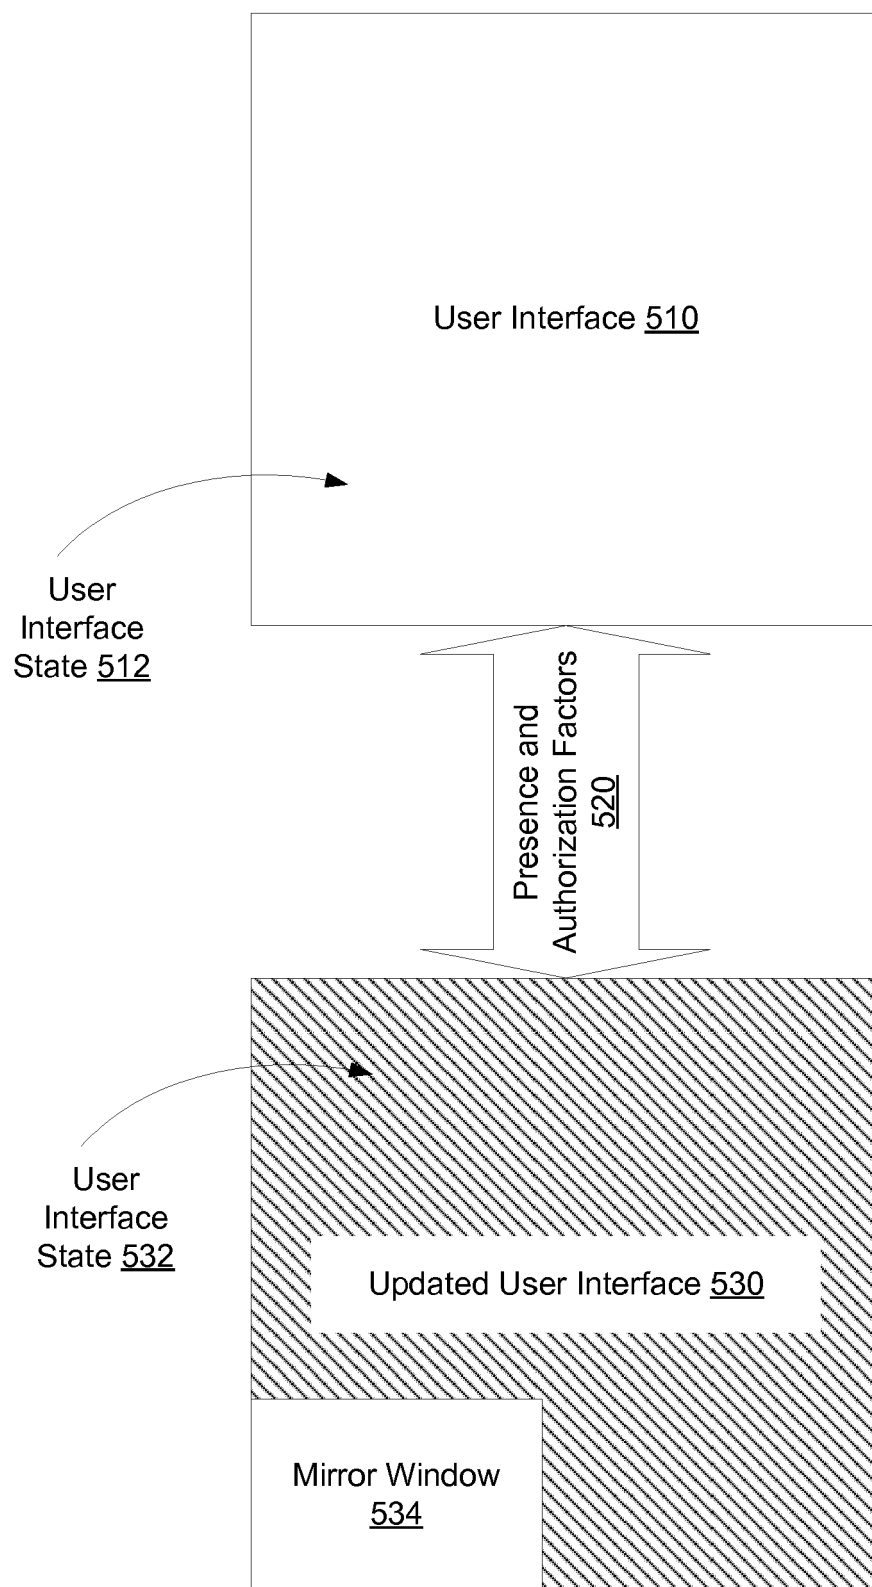 User Interface 510
User
Interface
State 512
Presence and
Authorization Factors
520
User
Interface
State 532
Updated User Interface 530
Mirror Window
534